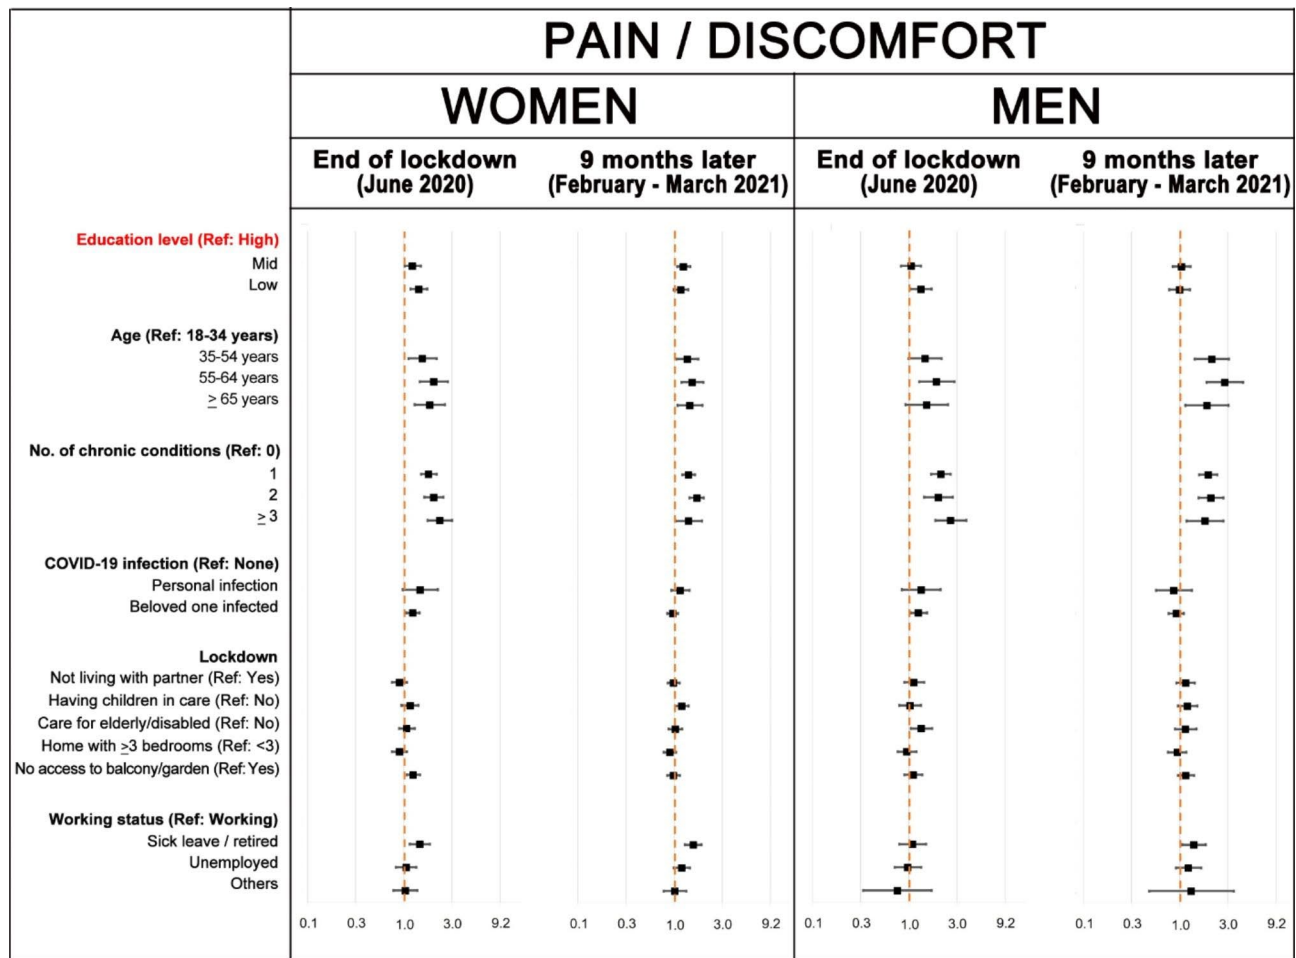 PAIN / DISCOMFORT
WOMEN
MEN
End of lockdown
(June 2020)
9 months later
(February - March 2021)
End of lockdown
(June 2020)
9 months later
(February - March 2021)
Education level (Ref: High)
Mid
Low
Age (Ref: 18-34 years)
35-54 years
55-64 years
≥ 65 years
No. of chronic conditions (Ref: 0)
1
2
≥ 3
COVID-19 infection (Ref: None)
Personal infection
Beloved one infected
Lockdown
Not living with partner (Ref: Yes)
Having children in care (Ref: No)
Care for elderly/disabled (Ref: No)
Home with ≥3 bedrooms (Ref: <3)
No access to balcony/garden (Ref: Yes)
Working status (Ref: Working)
Sick leave / retired
Unemployed
Others
0.1 0.3 1.0 3.0 9.2 0.1 0.3 1.0 3.0 9.2 0.1 0.3 1.0 3.0 9.2 0.1 0.3 1.0 3.0 9.2